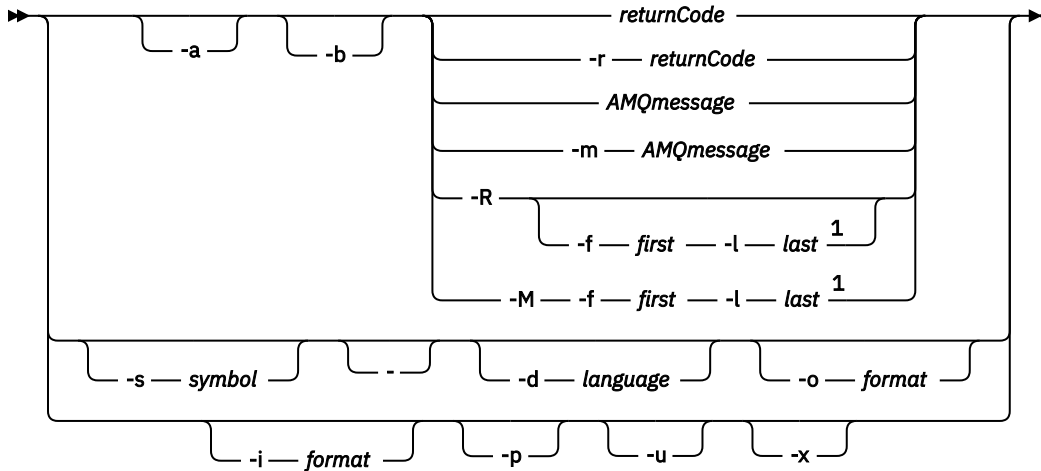 returnCode
-a -b
-r returnCode
AMQmessage
-m AMQmessage
-R
-f first -l last 1
-M -f first -l last 1
-s symbol - -d language -o format
-i format -p -u -x